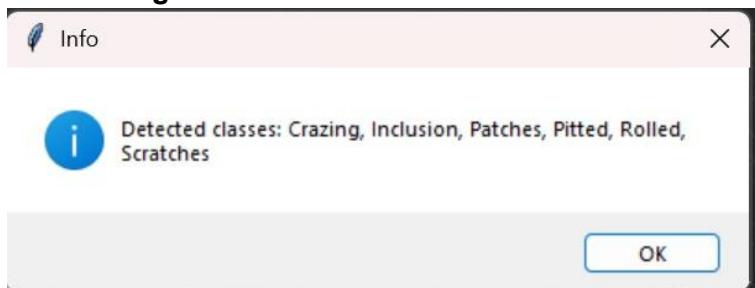 Info
Detected classes: Crazing, Inclusion, Patches, Pitted, Rolled,
Scratches
OK